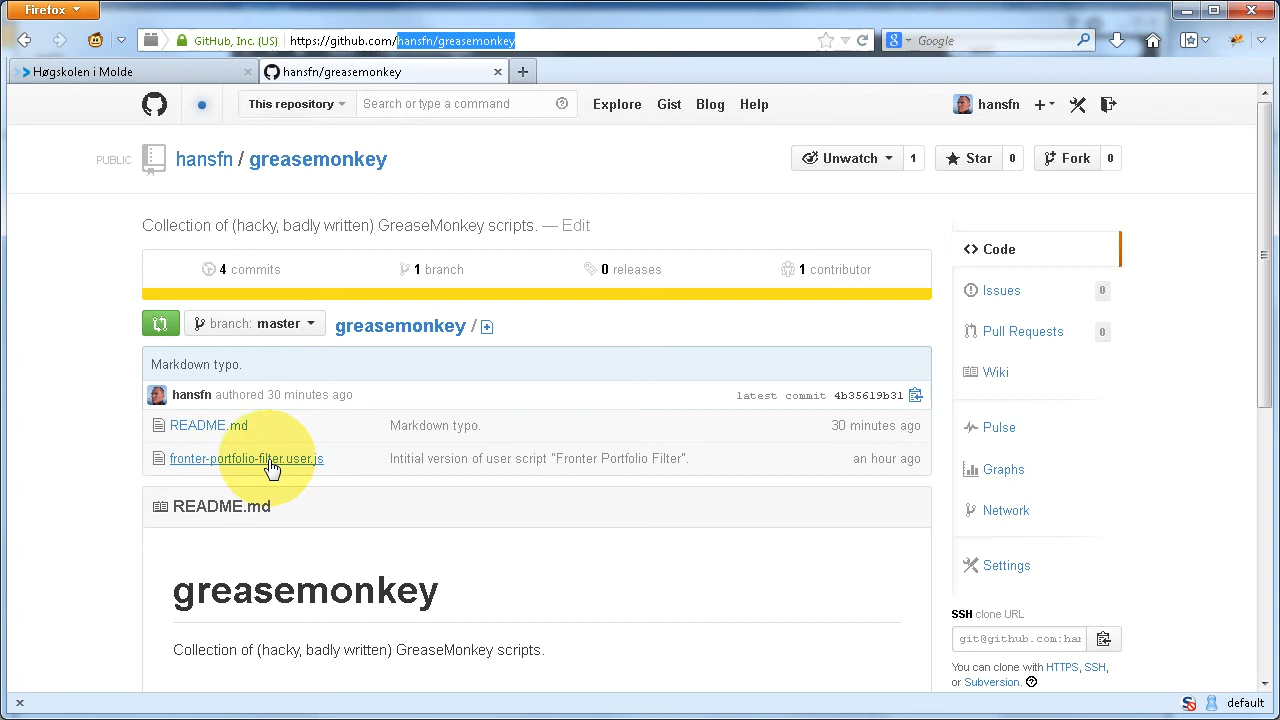 Firefox
GitHub, Inc. (US) https://github.com/hansfn/greasemonkey
Google
Høgskolen i Molde
hansfn/greasemonkey
This repository
Search or type a command
Explore Gist Blog Help
hansfn
PUBLIC
hansfn / greasemonkey
Unwatch 1
Star 0
Fork 0
Collection of (hacky, badly written) GreaseMonkey scripts. — Edit
4 commits
1 branch
0 releases
1 contributor
branch: master
greasemonkey /
Markdown typo.
hansfn authored 30 minutes ago
latest commit 4b35619b31
README.md Markdown typo. 30 minutes ago
fronter-portfolio-filter.user.js Intitial version of user script "Fronter Portfolio Filter". an hour ago
README.md
greasemonkey
Collection of (hacky, badly written) GreaseMonkey scripts.
Code
Issues 0
Pull Requests 0
Wiki
Pulse
Graphs
Network
Settings
SSH clone URL
git@github.com:har
You can clone with HTTPS, SSH,
or Subversion.
default